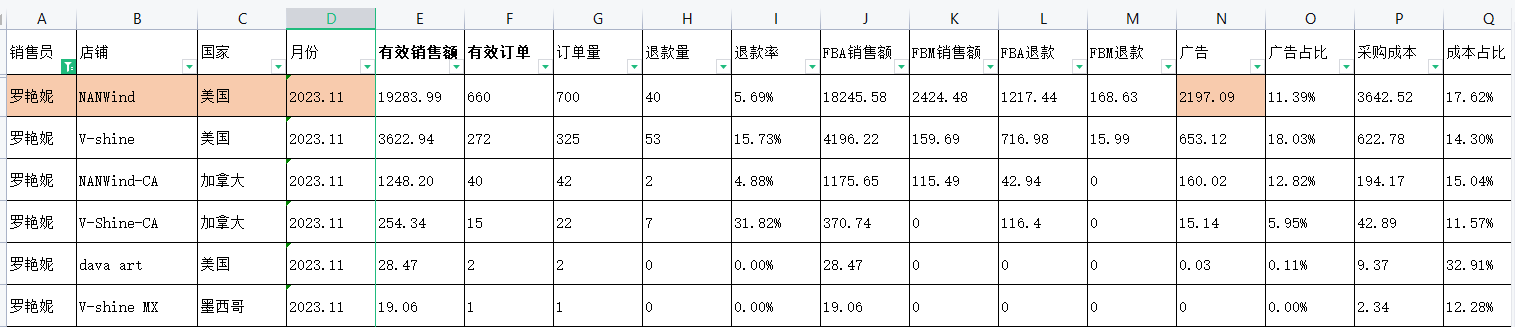 A B C D E F G H I J K L M N O P Q
销售员 店铺 国家 月份 有效销售额 有效订单 订单量 退款量 退款率 FBA销售额 FBM销售额 FBA退款 FBM退款 广告 广告占比 采购成本 成本占比
罗艳妮 NANWind 美国 2023.11 19283.99 660 700 40 5.69% 18245.58 2424.48 1217.44 168.63 2197.09 11.39% 3642.52 17.62%
罗艳妮 V-shine 美国 2023.11 3622.94 272 325 53 15.73% 4196.22 159.69 716.98 15.99 653.12 18.03% 622.78 14.30%
罗艳妮 NANWind-CA 加拿大 2023.11 1248.20 40 42 2 4.88% 1175.65 115.49 42.94 0 160.02 12.82% 194.17 15.04%
罗艳妮 V-Shine-CA 加拿大 2023.11 254.34 15 22 7 31.82% 370.74 0 116.4 0 15.14 5.95% 42.89 11.57%
罗艳妮 dava art 美国 2023.11 28.47 2 2 0 0.00% 28.47 0 0 0 0.03 0.11% 9.37 32.91%
罗艳妮 V-shine MX 墨西哥 2023.11 19.06 1 1 0 0.00% 19.06 0 0 0 0 0.00% 2.34 12.28%